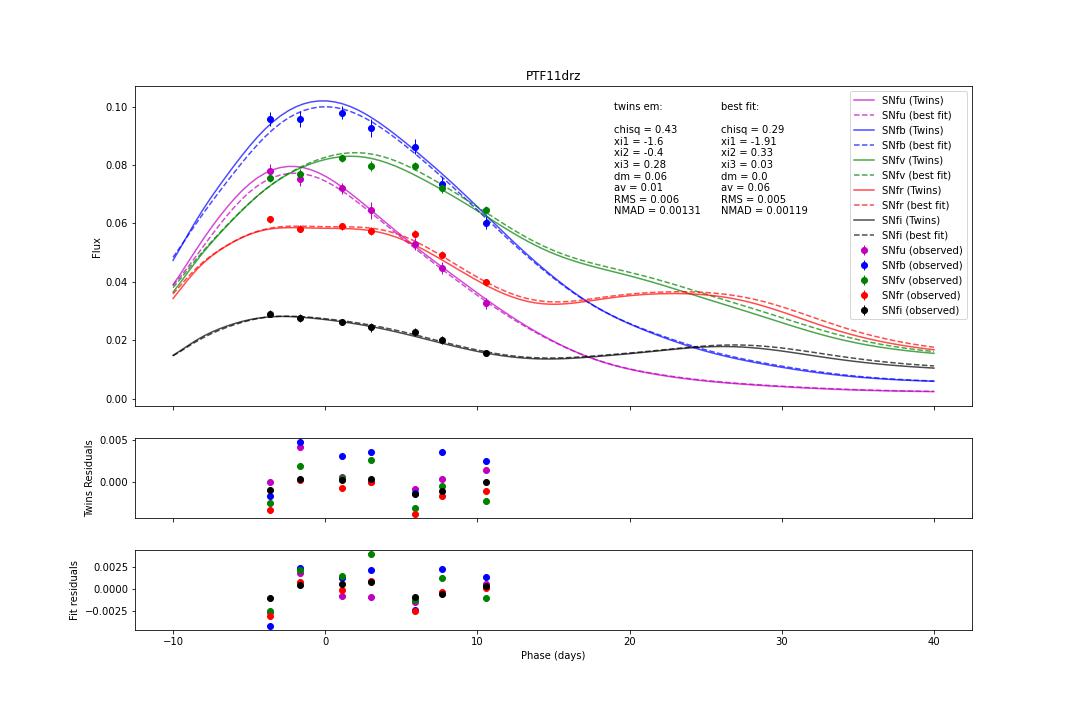 PTF11drz
Flux
0.10
0.08
0.06
0.04
0.02
0.00
twins em:
chisq = 0.43
xi1 = -1.6
xi2 = -0.4
xi3 = 0.28
dm = 0.06
av = 0.01
RMS = 0.006
NMAD = 0.00131
best fit:
chisq = 0.29
xi1 = -1.91
xi2 = 0.33
xi3 = 0.03
dm = 0.0
av = 0.06
RMS = 0.005
NMAD = 0.00119
SNfu (Twins)
SNfu (best fit)
SNfb (Twins)
SNfb (best fit)
SNfv (Twins)
SNfv (best fit)
SNfr (Twins)
SNfr (best fit)
SNfi (Twins)
SNfi (best fit)
SNfu (observed)
SNfb (observed)
SNfv (observed)
SNfr (observed)
SNfi (observed)
Twins Residuals
0.005
0.000
Fit residuals
0.0025
0.0000
−0.0025
−10
0
10
20
30
40
Phase (days)